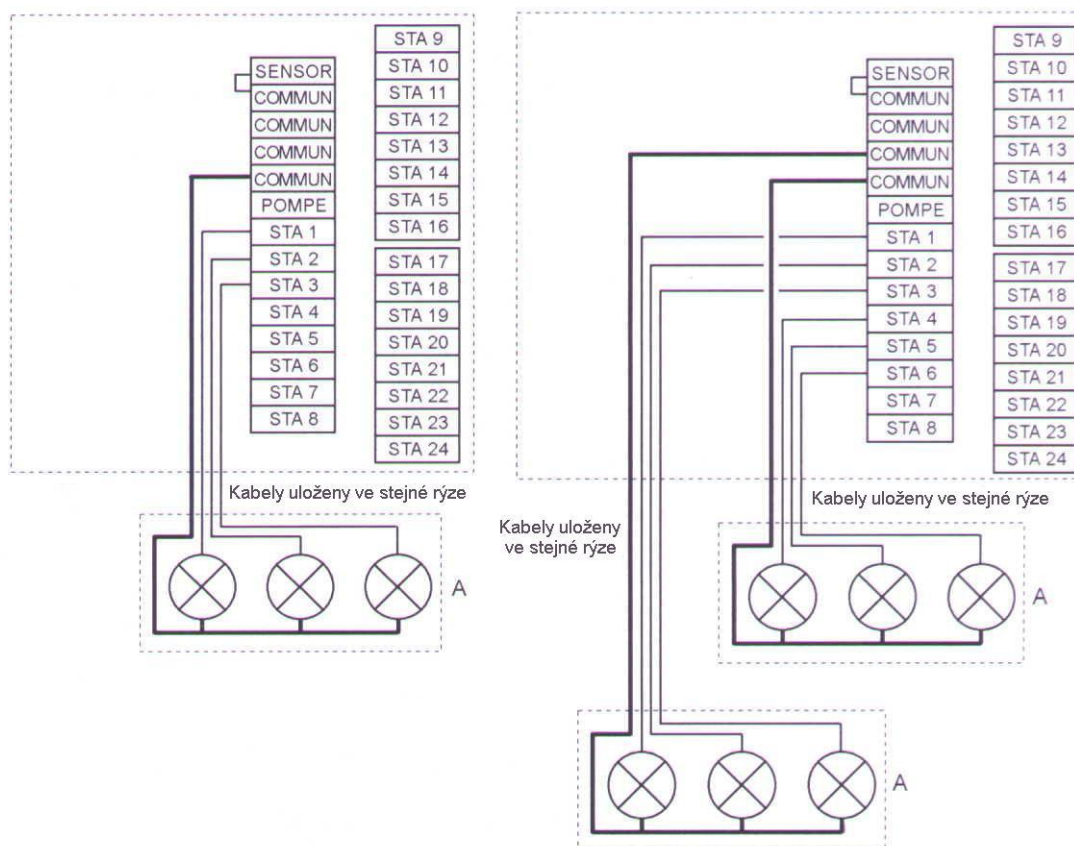 SENSOR
COMMUN
COMMUN
COMMUN
COMMUN
POMPE
STA 1
STA 2
STA 3
STA 4
STA 5
STA 6
STA 7
STA 8
STA 9
STA 10
STA 11
STA 12
STA 13
STA 14
STA 15
STA 16
STA 17
STA 18
STA 19
STA 20
STA 21
STA 22
STA 23
STA 24
Kabely uloženy ve stejné rýze
A
SENSOR
COMMUN
COMMUN
COMMUN
COMMUN
POMPE
STA 1
STA 2
STA 3
STA 4
STA 5
STA 6
STA 7
STA 8
STA 9
STA 10
STA 11
STA 12
STA 13
STA 14
STA 15
STA 16
STA 17
STA 18
STA 19
STA 20
STA 21
STA 22
STA 23
STA 24
Kabely uloženy ve stejné rýze
A
Kabely uloženy
ve stejné rýze
A